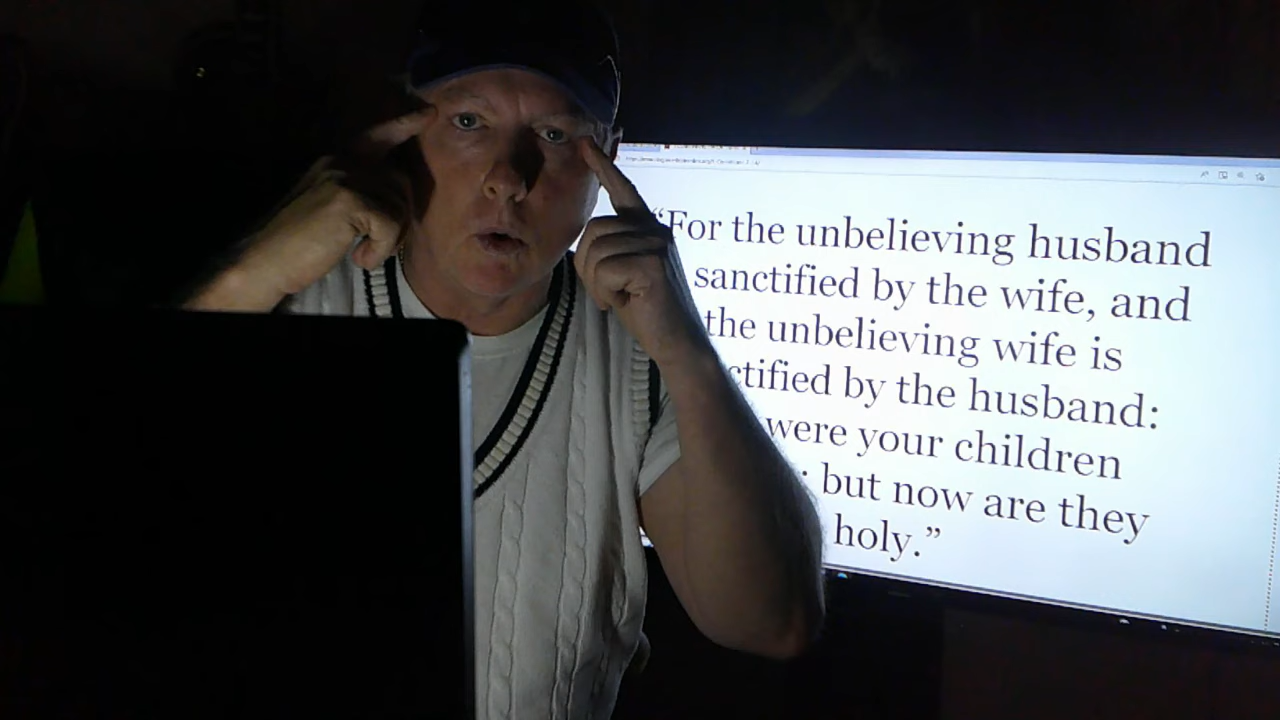 “For the unbelieving husband
sanctified by the wife, and
the unbelieving wife is
ctified by the husband:
were your children
; but now are they
holy.”